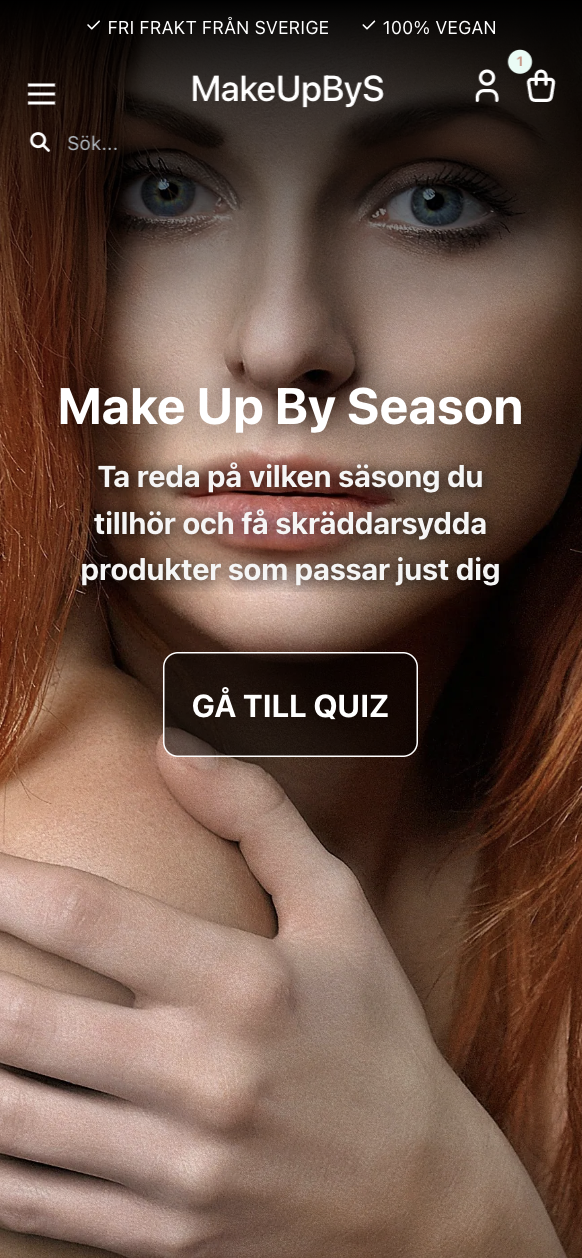 FRI FRAKT FRÅN SVERIGE 100% VEGAN
1
MakeUpByS
Sök...
Make Up By Season
Ta reda på vilken säsong du
tillhör och få skräddarsydda
produkter som passar just dig
GÅ TILL QUIZ